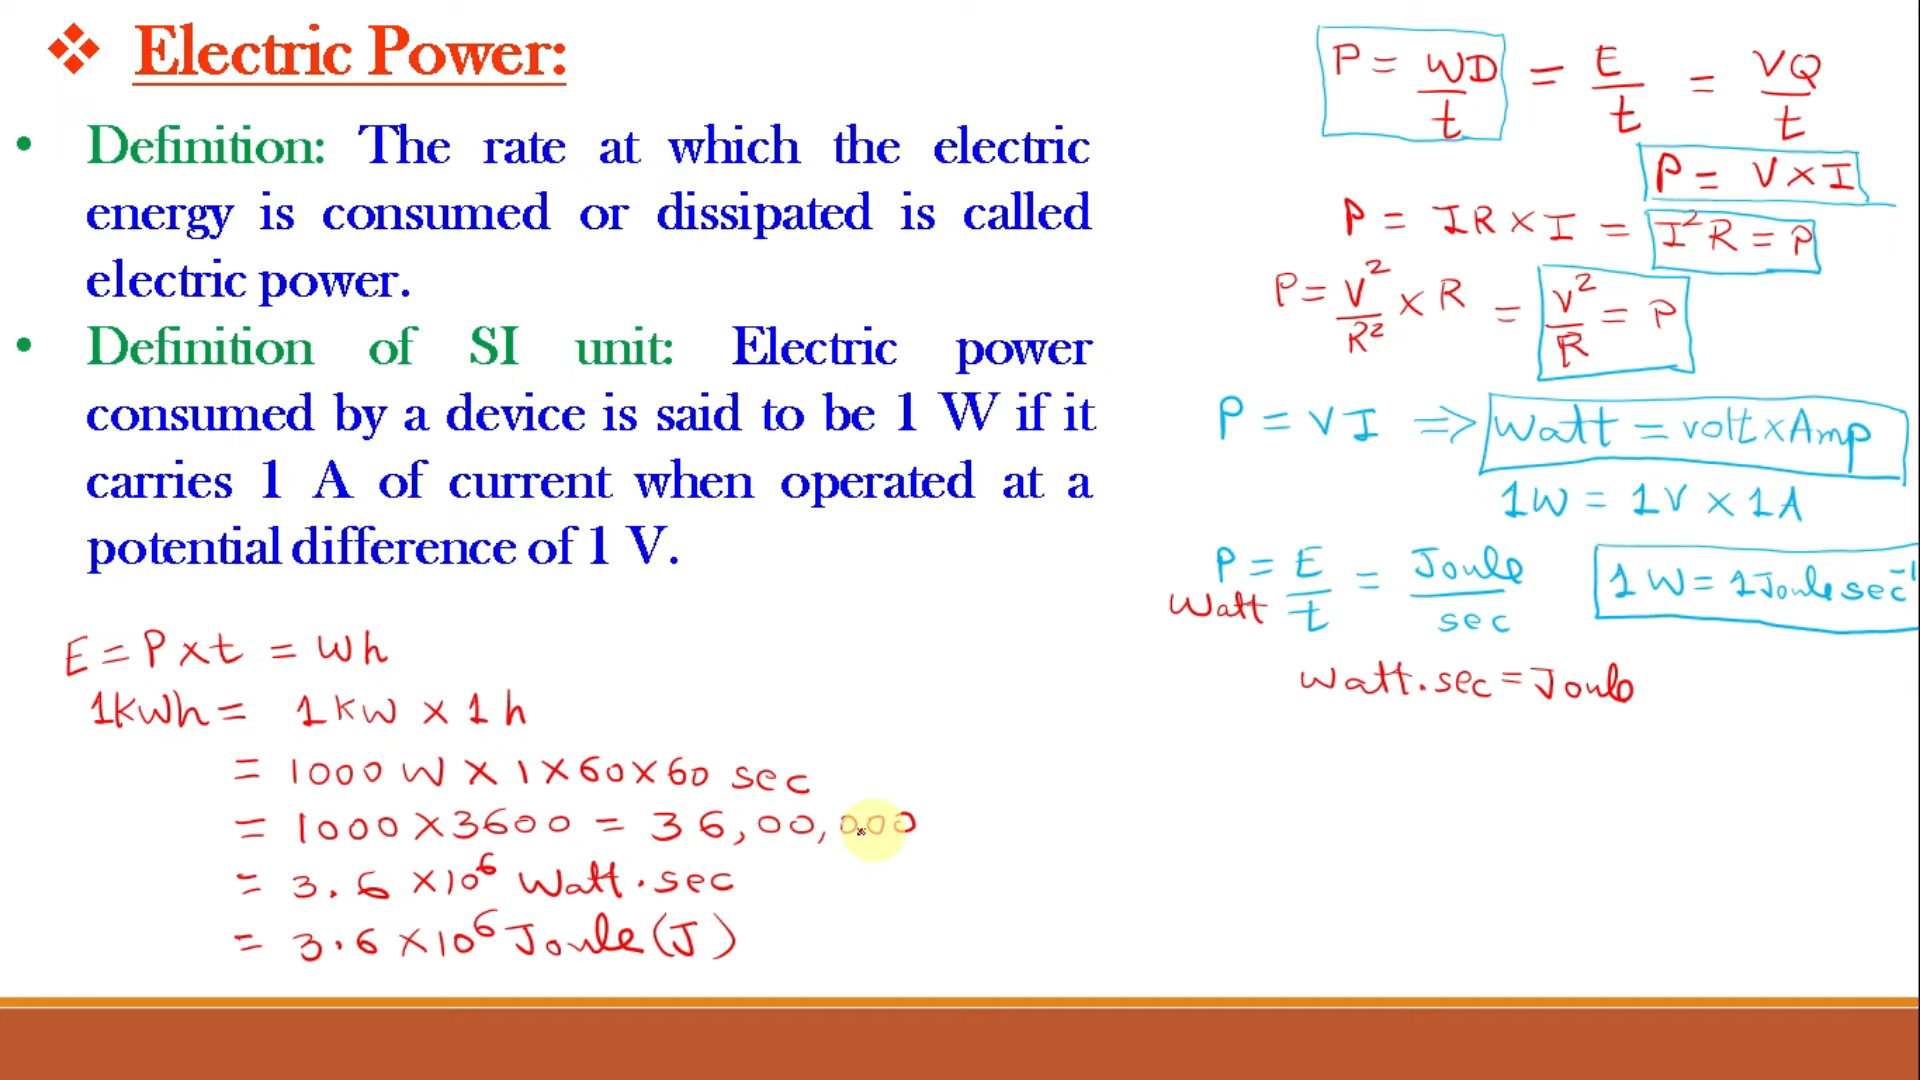 ❖ Electric Power:
• Definition: The rate at which the electric
energy is consumed or dissipated is called
electric power.
• Definition of SI unit: Electric power
consumed by a device is said to be 1 W if it
carries 1 A of current when operated at a
potential difference of 1 V.
E = P x t = Wh
1kWh = 1 kW x 1 h
= 1000 W x 1 x 60 x 60 sec
= 1000 x 3600 = 36,00,000
= 3.6 x 10⁶ Watt.sec
= 3.6 x 10⁶ Joule (J)
P = WD/t = E/t = VQ/t
P = V x I
P = IR x I = I²R = P
P = V²/R² x R = V²/R = P
P = VI ⇒ Watt = volt x Amp
1W = 1V x 1A
P = E/t = Joule/sec 1 W = 1 Joule sec⁻¹
Watt
Watt.sec = Joule